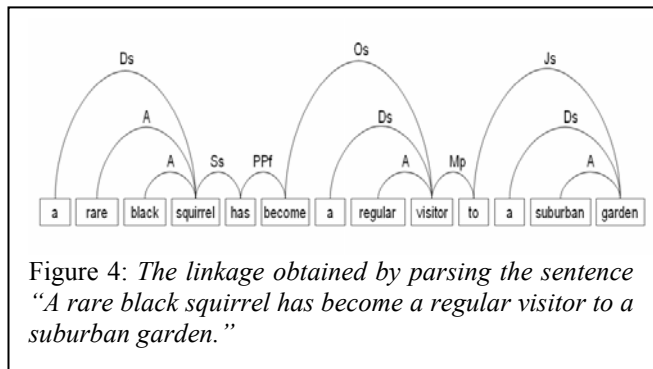 Os
Ds Js
A Ds Ds
A Ss PPf A Mp A
a rare black squirrel has become a regular visitor to a suburban garden
Figure 4: The linkage obtained by parsing the sentence
“A rare black squirrel has become a regular visitor to a
suburban garden.”